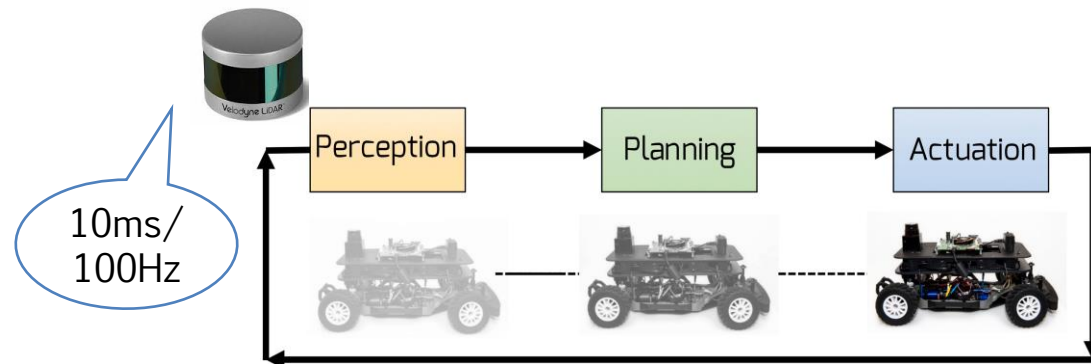 Velodyne LiDAR
Perception
Planning
Actuation
10ms/
100Hz